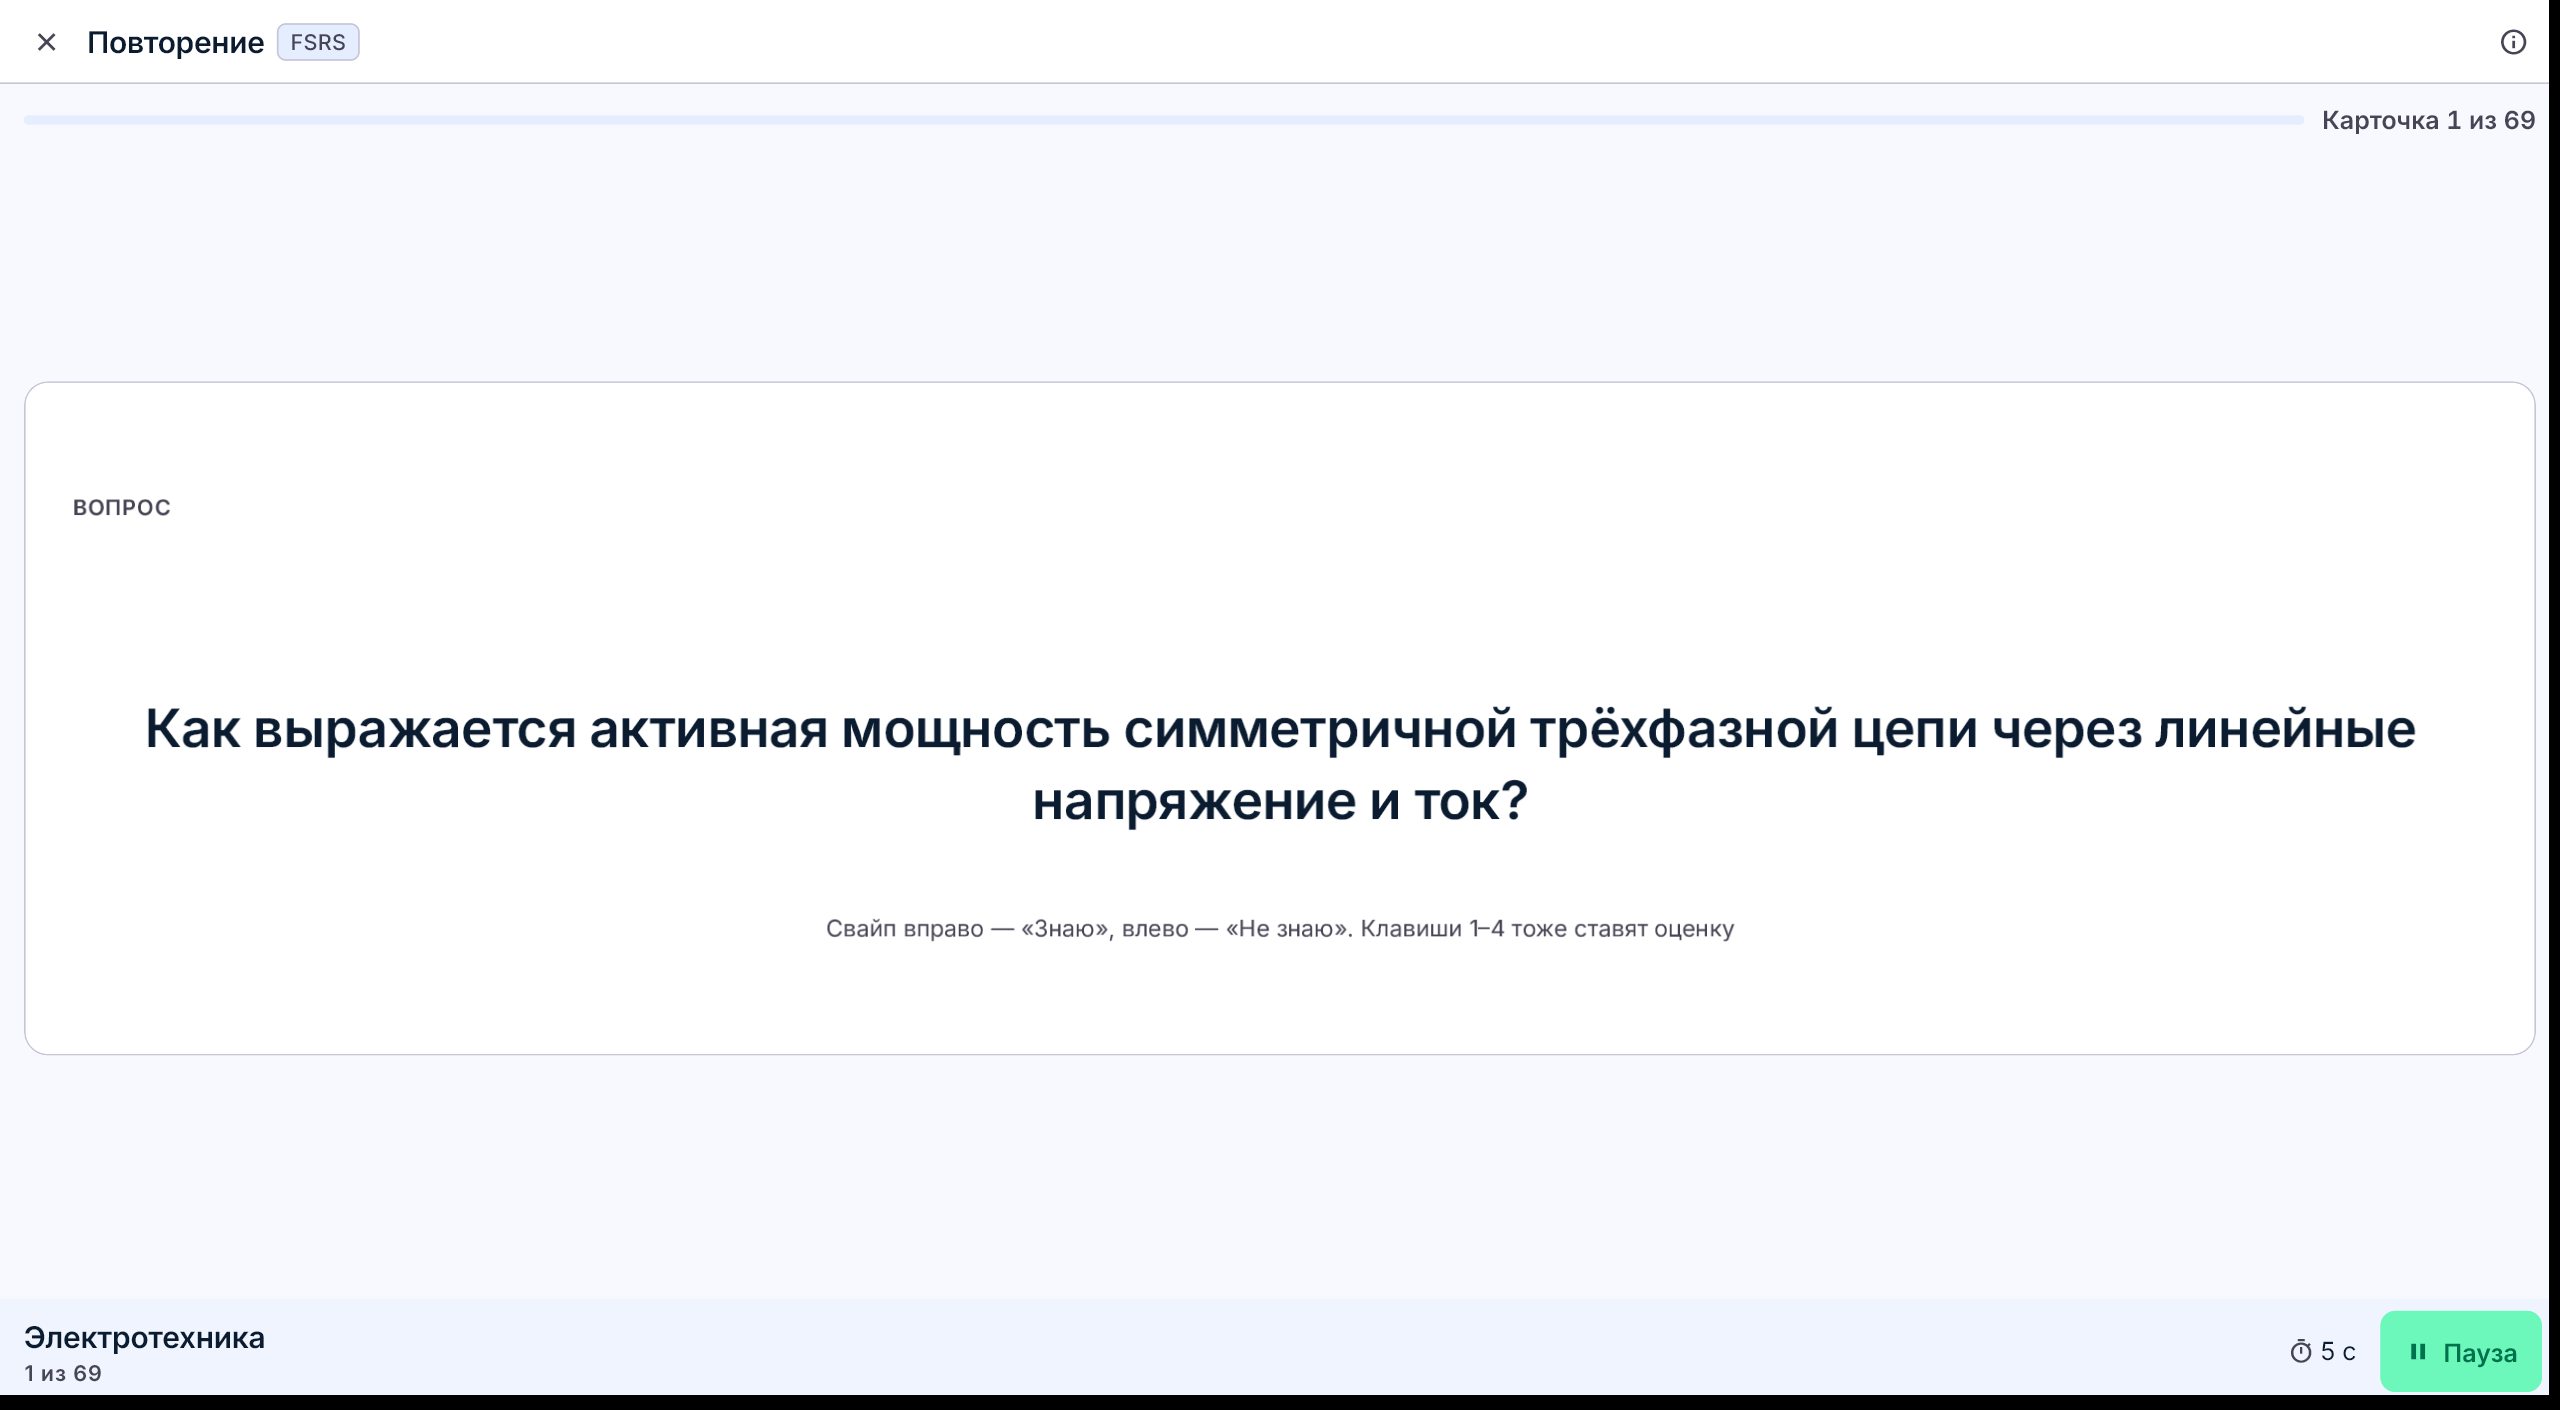 Повторение FSRS
Карточка 1 из 69
ВОПРОС
Как выражается активная мощность симметричной трёхфазной цепи через линейные
напряжение и ток?
Свайп вправо — «Знаю», влево — «Не знаю». Клавиши 1–4 тоже ставят оценку
Электротехника
1 из 69
5 с
Пауза